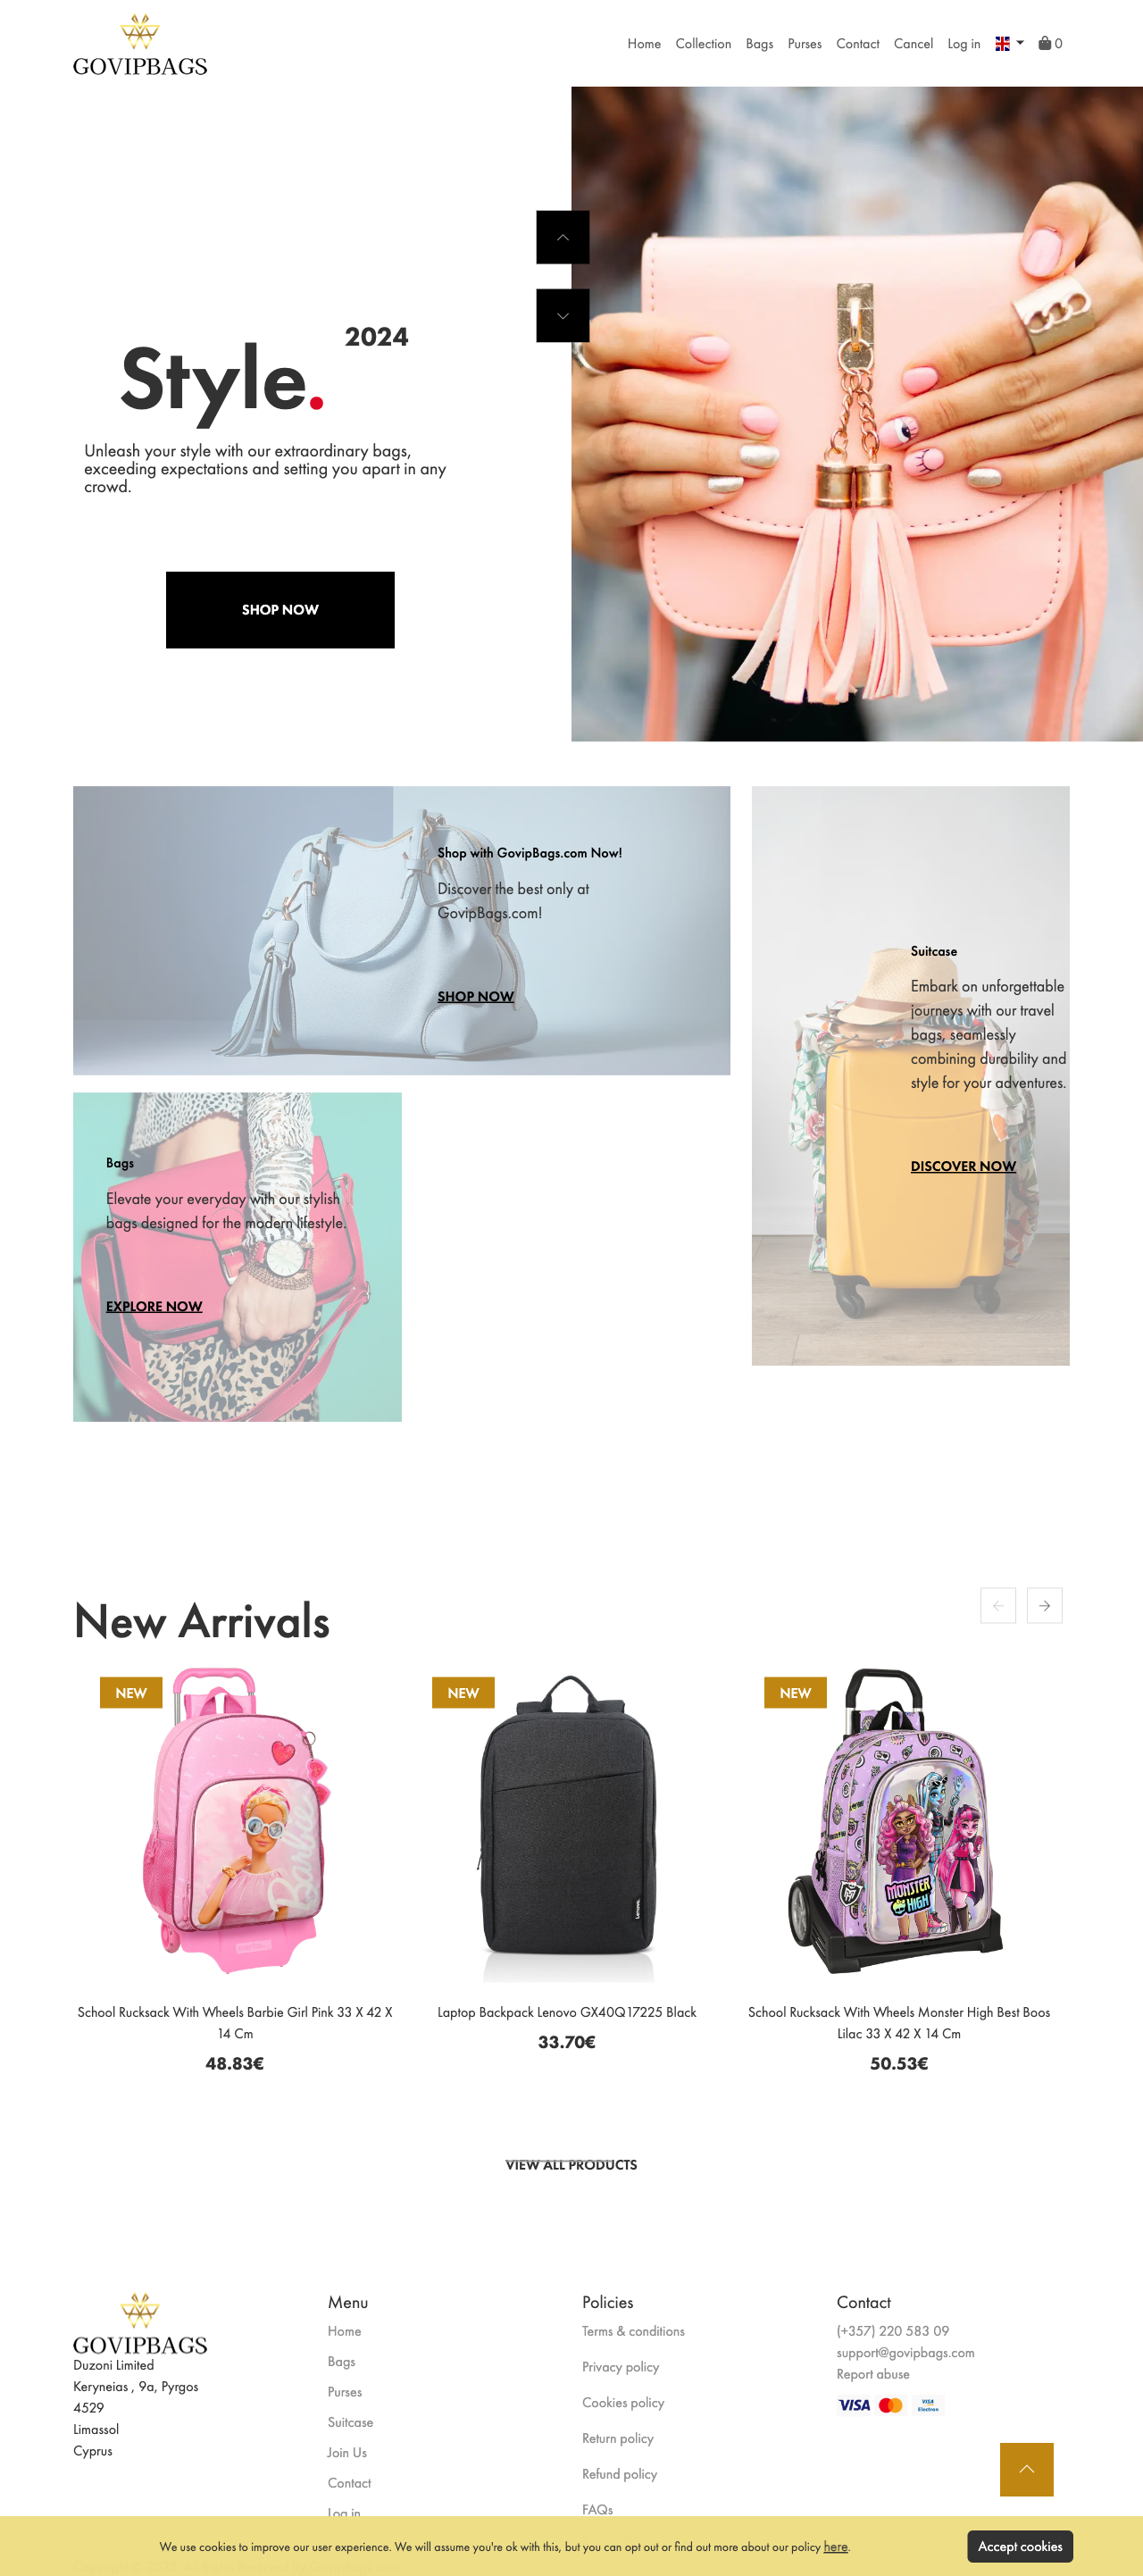 GOVIPBAGS
Home Collection Bags Purses Contact Cancel Log in 0
2024
Style.
Unleash your style with our extraordinary bags,
exceeding expectations and setting you apart in any
crowd.
SHOP NOW
Shop with GovipBags.com Now!
Discover the best only at
GovipBags.com!
SHOP NOW
Suitcase
Embark on unforgettable
journeys with our travel
bags, seamlessly
combining durability and
style for your adventures.
DISCOVER NOW
Bags
Elevate your everyday with our stylish
bags designed for the modern lifestyle.
EXPLORE NOW
New Arrivals
NEW
NEW
NEW
Barbie
Lenovo
MONSTER
HIGH
School Rucksack With Wheels Barbie Girl Pink 33 X 42 X
14 Cm
48.83€
Laptop Backpack Lenovo GX40Q17225 Black
33.70€
School Rucksack With Wheels Monster High Best Boos
Lilac 33 X 42 X 14 Cm
50.53€
VIEW ALL PRODUCTS
GOVIPBAGS
Duzoni Limited
Keryneias , 9a, Pyrgos
4529
Limassol
Cyprus
Menu
Home
Bags
Purses
Suitcase
Join Us
Contact
Log in
Policies
Terms & conditions
Privacy policy
Cookies policy
Return policy
Refund policy
FAQs
Contact
(+357) 220 583 09
support@govipbags.com
Report abuse
VISA VISA
Electron
We use cookies to improve our user experience. We will assume you're ok with this, but you can opt out or find out more about our policy here.
Accept cookies